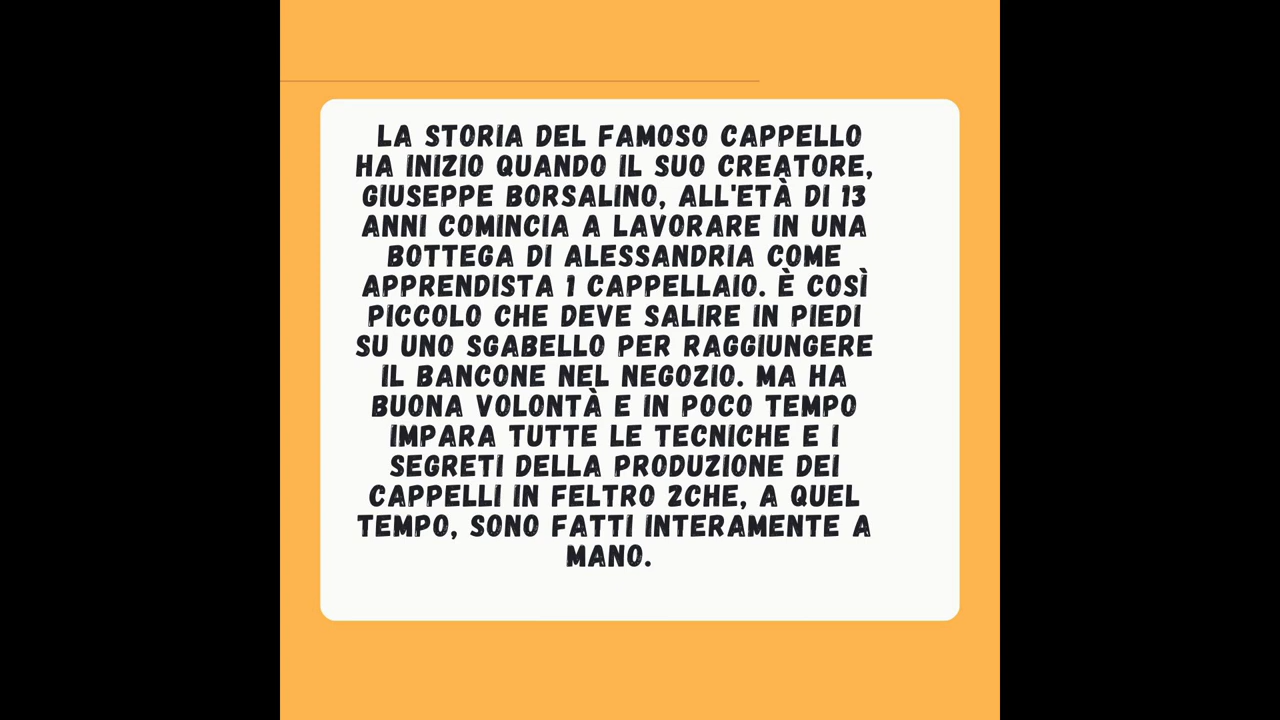 LA STORIA DEL FAMOSO CAPPELLO
HA INIZIO QUANDO IL SUO CREATORE,
GIUSEPPE BORSALINO, ALL'ETÀ DI 13
ANNI COMINCIA A LAVORARE IN UNA
BOTTEGA DI ALESSANDRIA COME
APPRENDISTA 1 CAPPELLAIO. È COSÌ
PICCOLO CHE DEVE SALIRE IN PIEDI
SU UNO SGABELLO PER RAGGIUNGERE
IL BANCONE NEL NEGOZIO. MA HA
BUONA VOLONTÀ E IN POCO TEMPO
IMPARA TUTTE LE TECNICHE E I
SEGRETI DELLA PRODUZIONE DEI
CAPPELLI IN FELTRO 2CHE, A QUEL
TEMPO, SONO FATTI INTERAMENTE A
MANO.